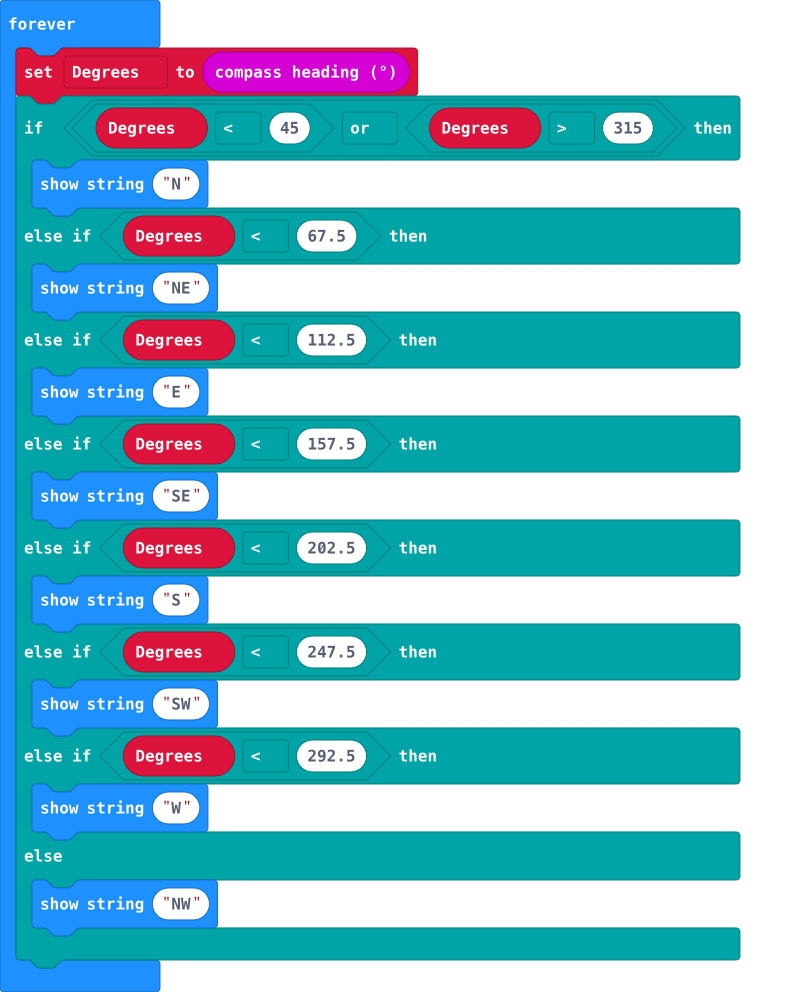 forever
set Degrees to compass heading (°)
if Degrees < 45 or Degrees > 315 then
show string "N"
else if Degrees < 67.5 then
show string "NE"
else if Degrees < 112.5 then
show string "E"
else if Degrees < 157.5 then
show string "SE"
else if Degrees < 202.5 then
show string "S"
else if Degrees < 247.5 then
show string "SW"
else if Degrees < 292.5 then
show string "W"
else
show string "NW"